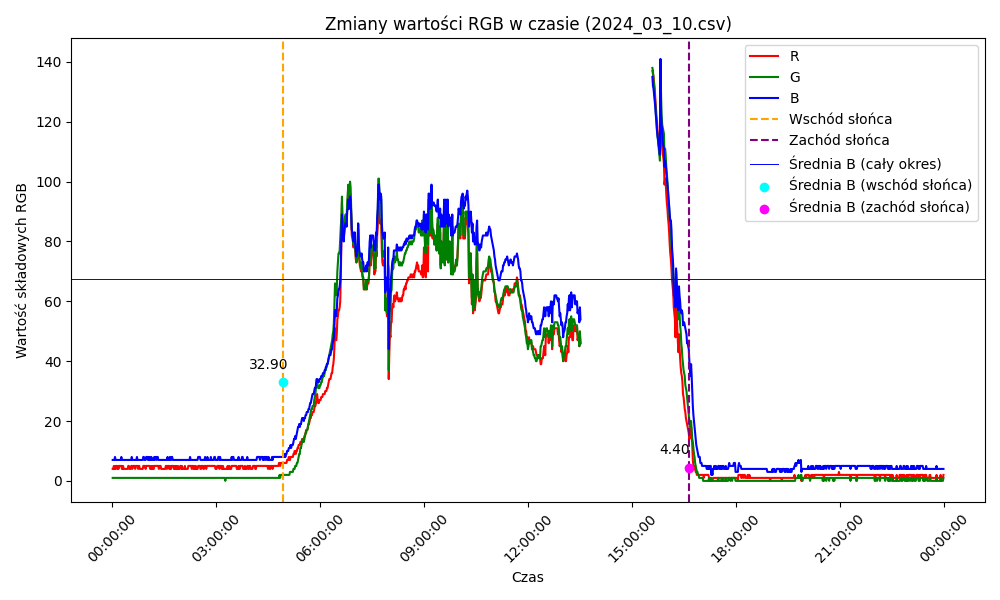 Zmiany wartości RGB w czasie (2024_03_10.csv)
Wartość składowych RGB
140
120
100
80
60
40
20
0
R
G
B
Wschód słońca
Zachód słońca
Średnia B (cały okres)
Średnia B (wschód słońca)
Średnia B (zachód słońca)
32.90
4.40
00:00:00
03:00:00
06:00:00
09:00:00
12:00:00
15:00:00
18:00:00
21:00:00
00:00:00
Czas